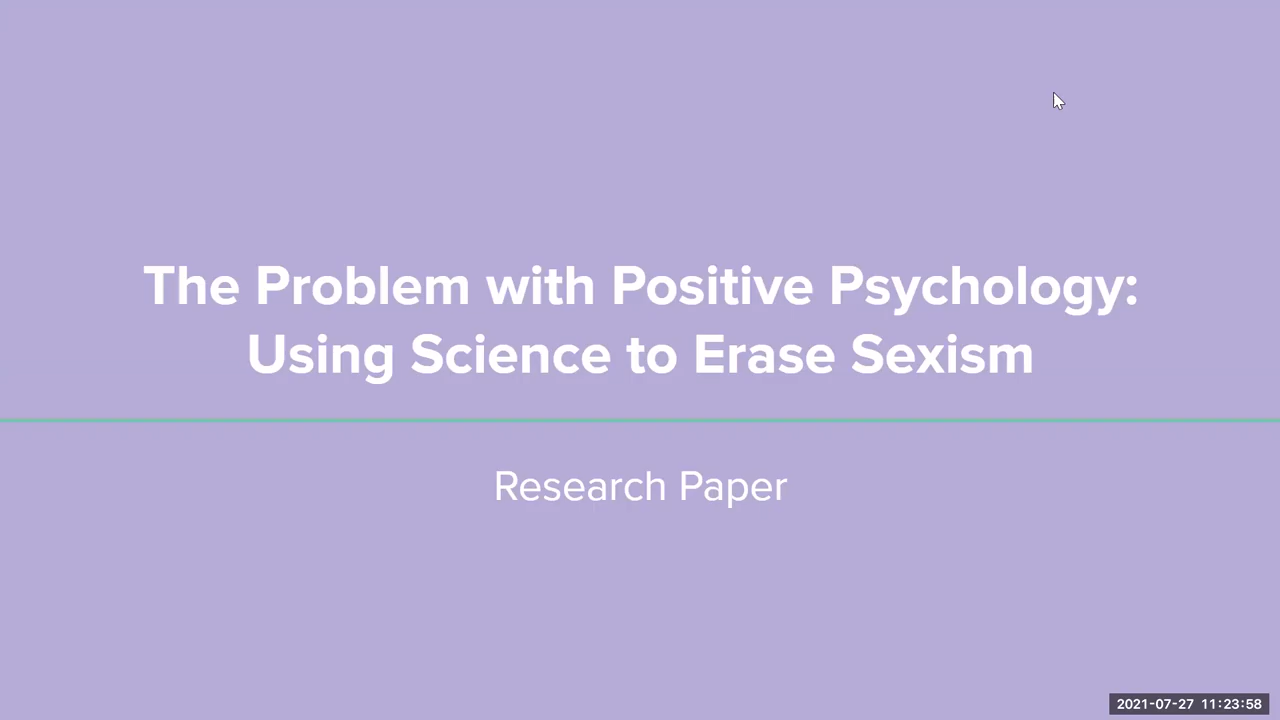 The Problem with Positive Psychology:
Using Science to Erase Sexism
Research Paper
2021-07-27 11:23:58